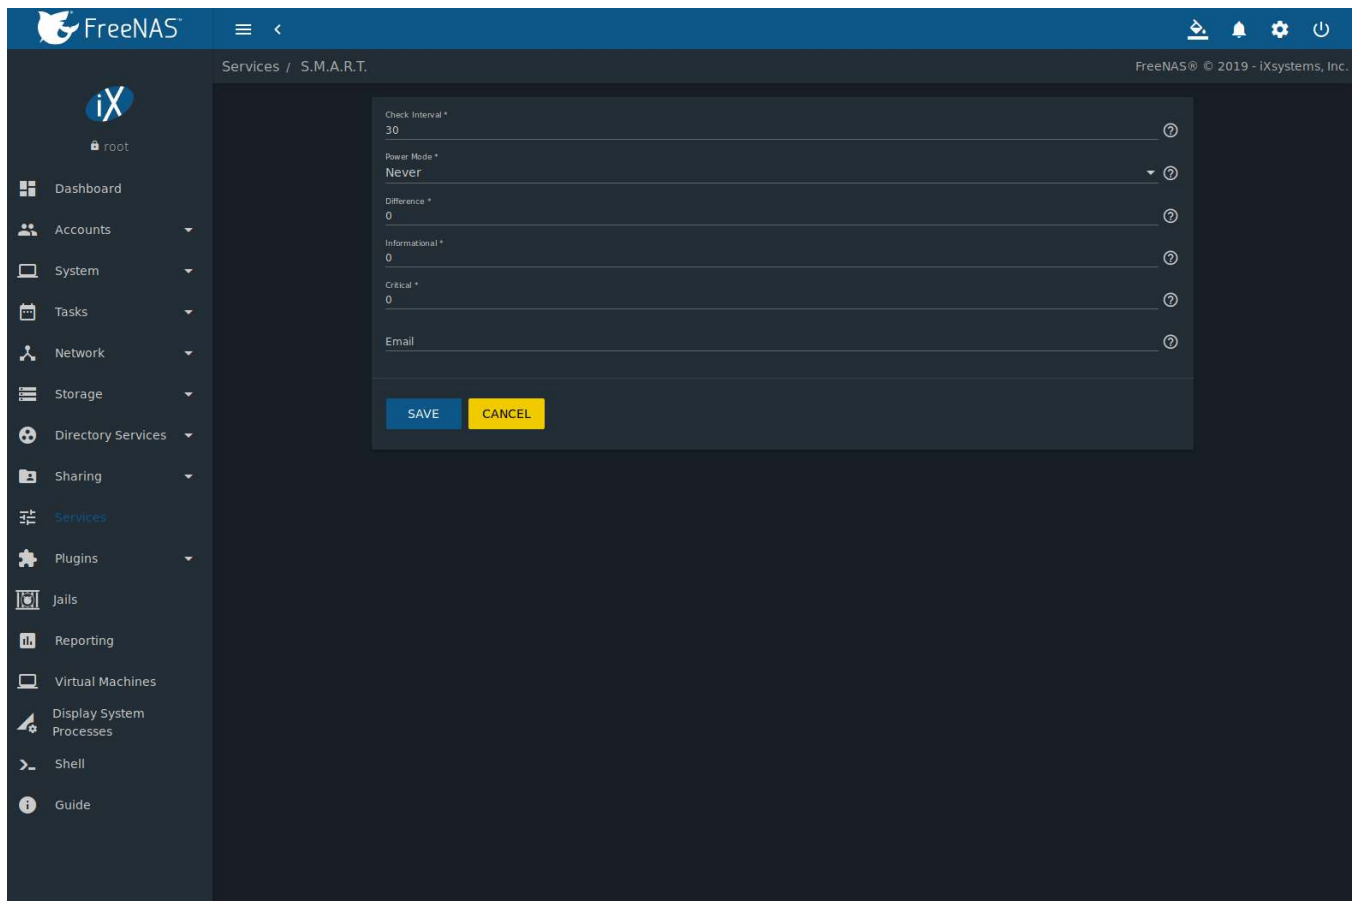 FreeNAS
Services / S.M.A.R.T.
FreeNAS® © 2019 - iXsystems, Inc.
iX
root
Dashboard
Accounts
System
Tasks
Network
Storage
Directory Services
Sharing
Services
Plugins
Jails
Reporting
Virtual Machines
Display System
Processes
Shell
Guide
Check Interval *
30
Power Mode *
Never
Difference *
0
Informational *
0
Critical *
0
Email
SAVE CANCEL